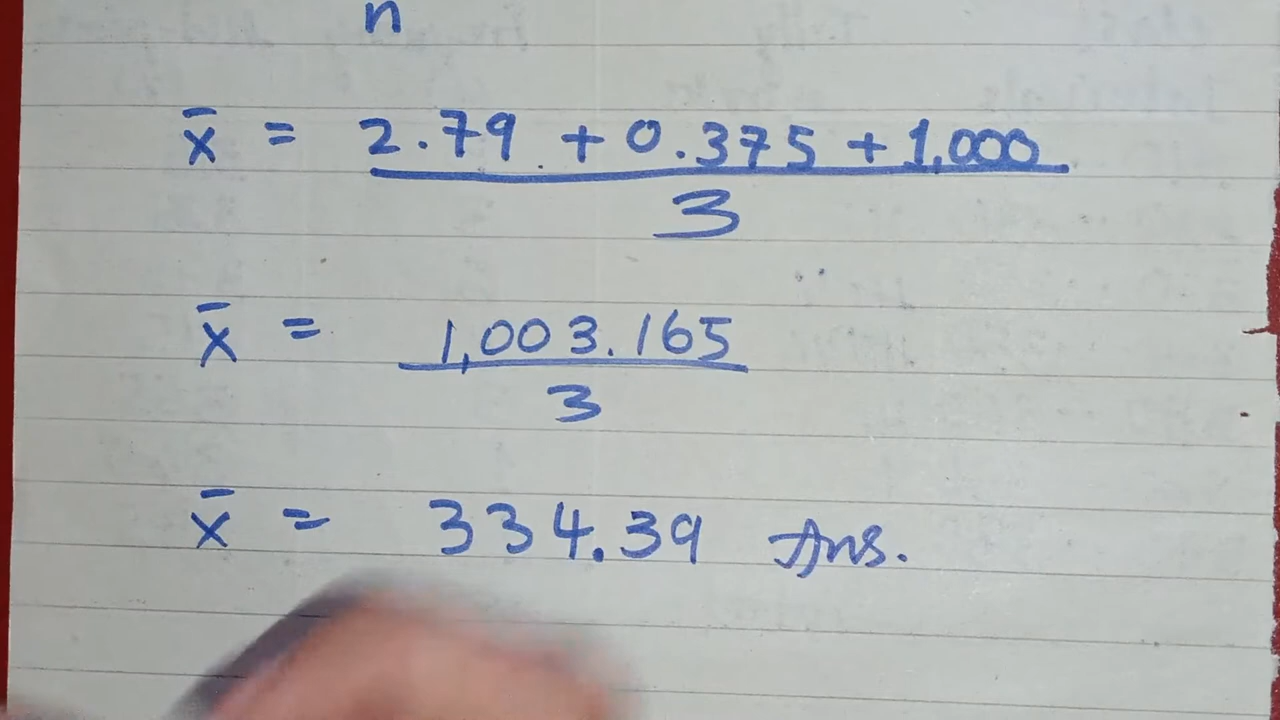 n
x̄ = 2.79 + 0.375 + 1,000
3
x̄ = 1,003.165
3
x̄ = 334.39 Ans.